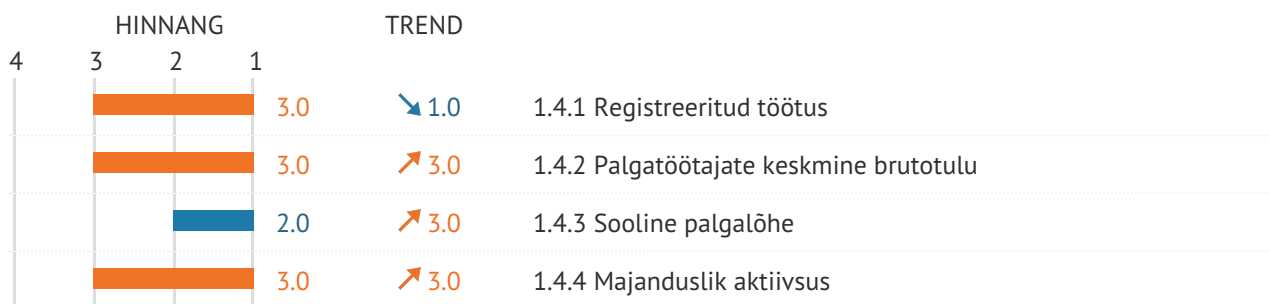 HINNANG TREND
4 3 2 1
3.0 1.0 1.4.1 Registreeritud töötus
3.0 3.0 1.4.2 Palgatöötajate keskmine brutotulu
2.0 3.0 1.4.3 Sooline palgalõhe
3.0 3.0 1.4.4 Majanduslik aktiivsus